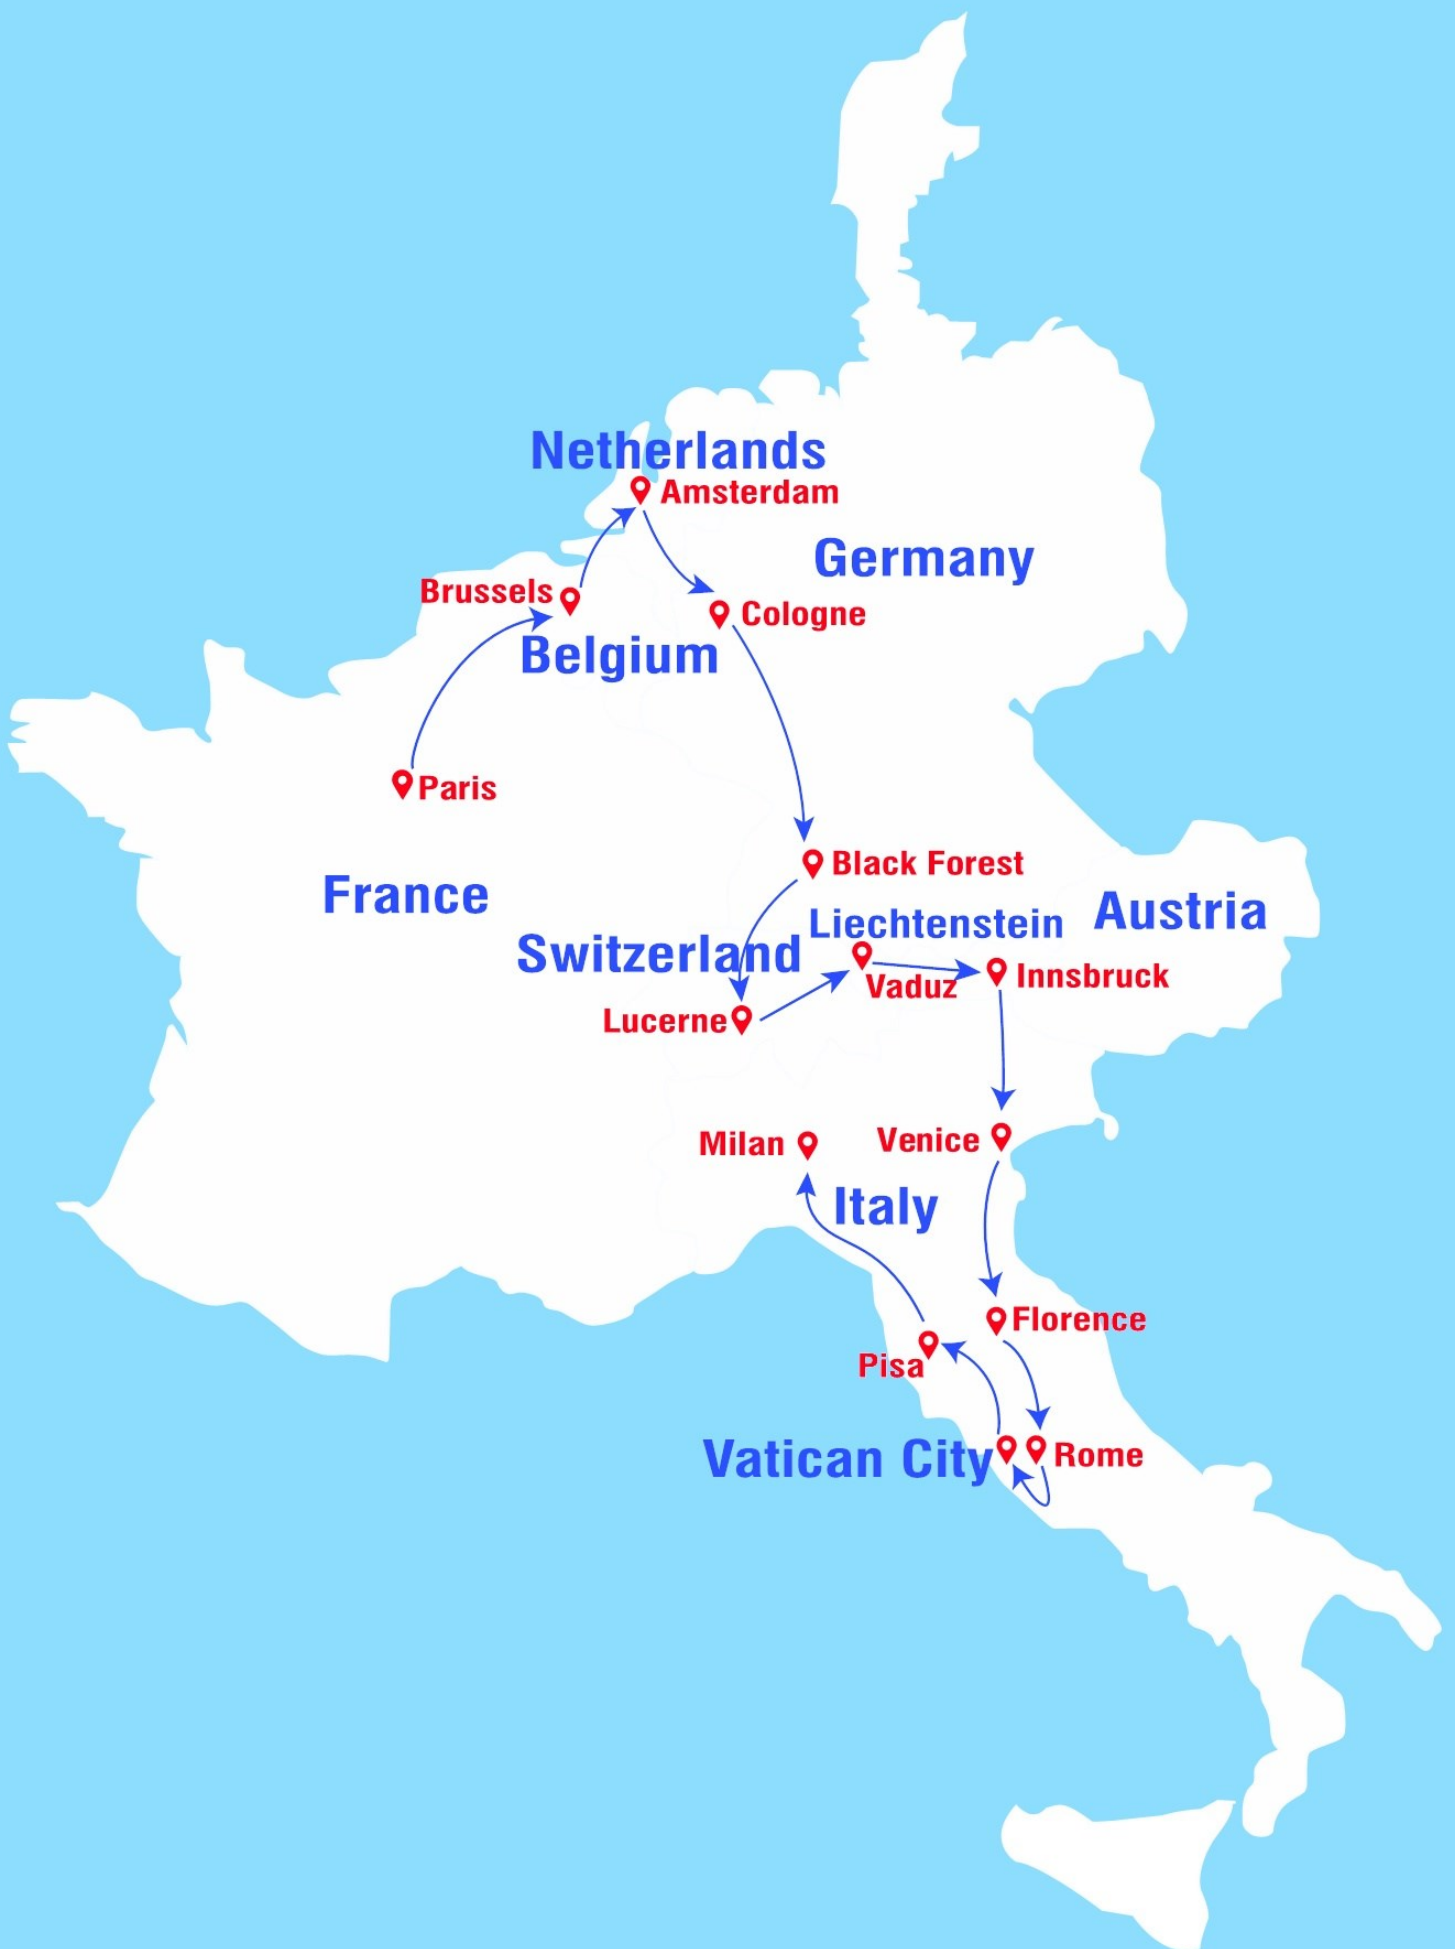 Netherlands
Amsterdam
Germany
Brussels
Cologne
Belgium
Paris
Black Forest
France
Austria
Liechtenstein
Switzerland
Vaduz
Innsbruck
Lucerne
Milan
Venice
Italy
Florence
Pisa
Vatican City
Rome